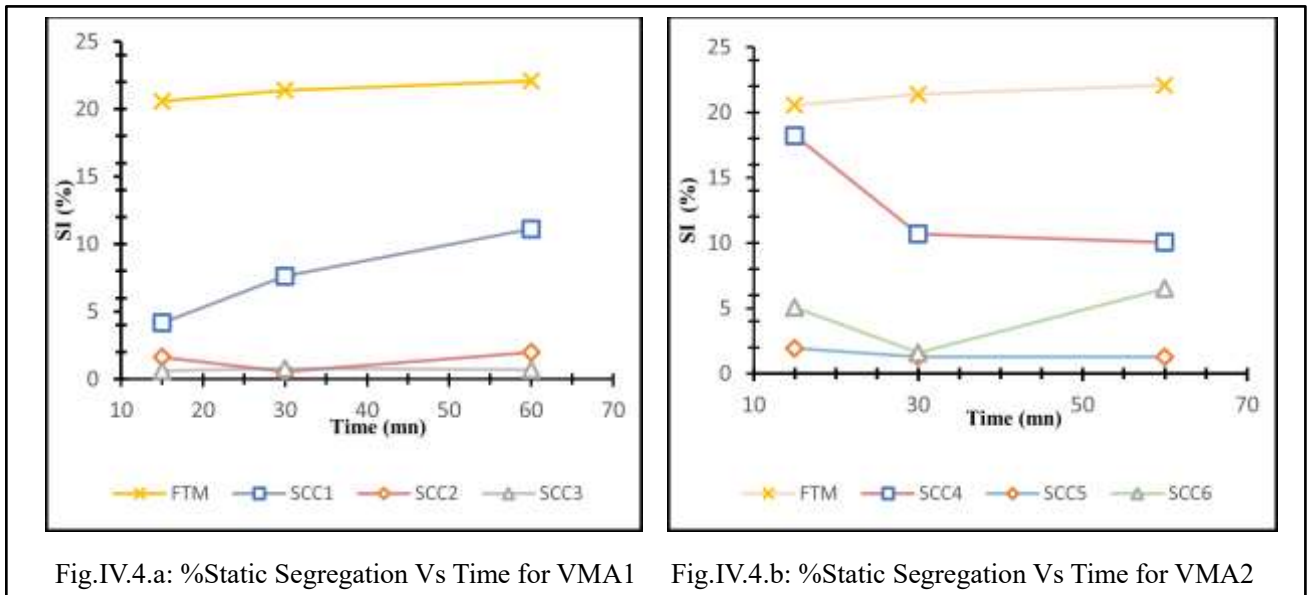 25
20
15
10
5
0
SI (%)
10 20 30 40 50 60 70
Time (mn)
FTM SCC1 SCC2 SCC3
25
20
15
10
5
0
SI (%)
10 30 50 70
Time (mn)
FTM SCC4 SCC5 SCC6
Fig.IV.4.a: %Static Segregation Vs Time for VMA1
Fig.IV.4.b: %Static Segregation Vs Time for VMA2